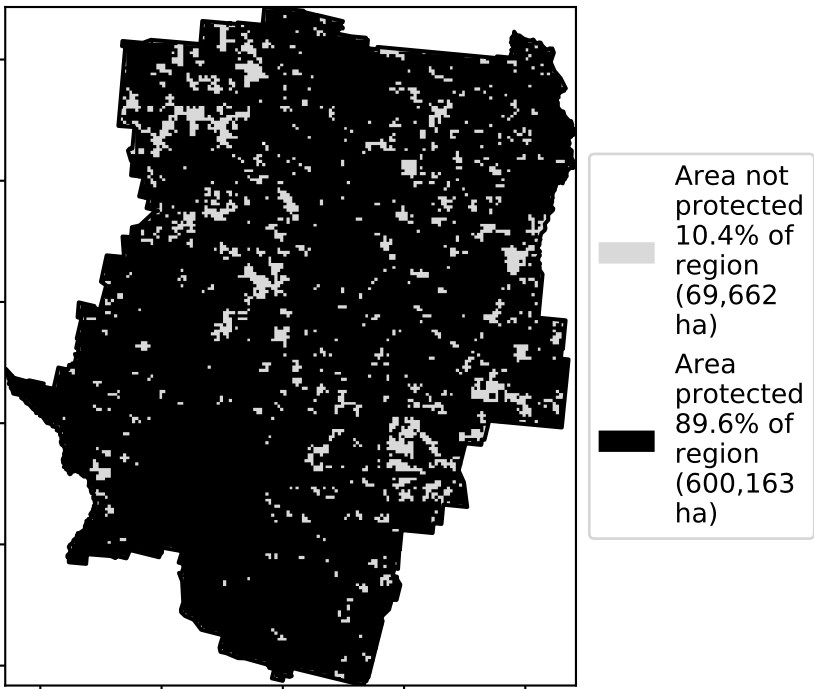 Area not
protected
10.4% of
region
(69,662
ha)
Area
protected
89.6% of
region
(600,163
ha)